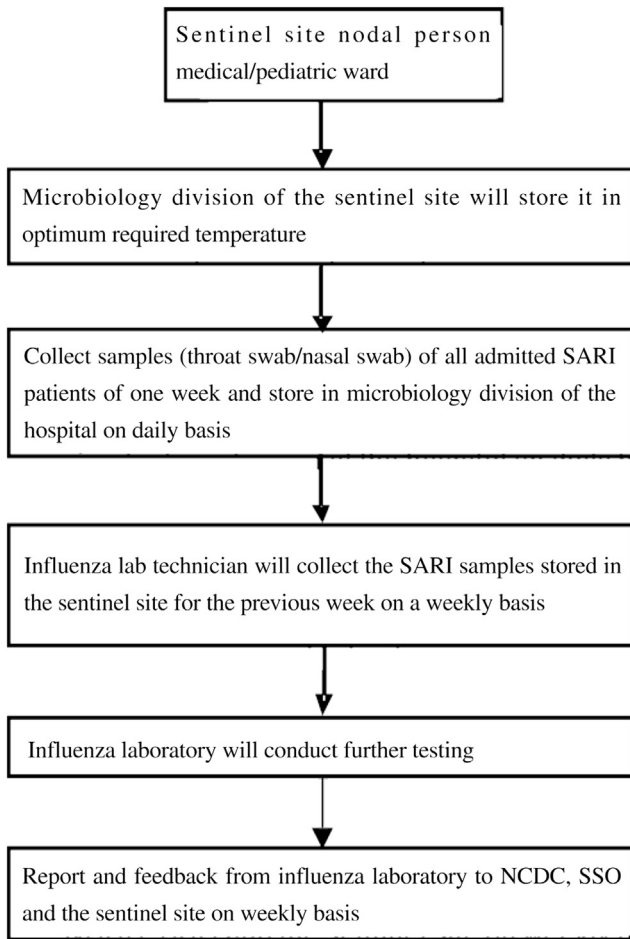 Sentinel site nodal person
medical/pediatric ward
Microbiology division of the sentinel site will store it in
optimum required temperature
Collect samples (throat swab/nasal swab) of all admitted SARI
patients of one week and store in microbiology division of the
hospital on daily basis
Influenza lab technician will collect the SARI samples stored in
the sentinel site for the previous week on a weekly basis
Influenza laboratory will conduct further testing
Report and feedback from influenza laboratory to NCDC, SSO
and the sentinel site on weekly basis